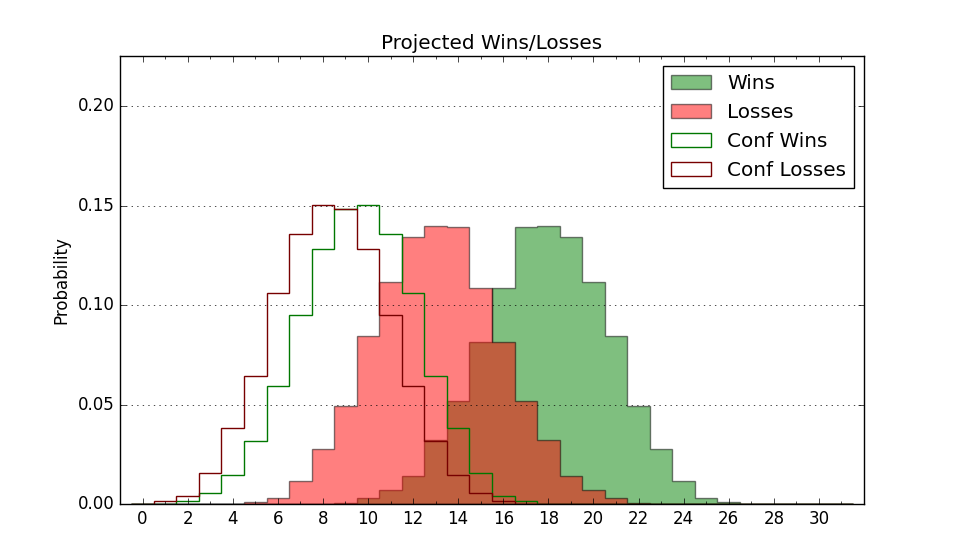 Projected Wins/Losses
Wins
Losses
Conf Wins
Conf Losses
Probability
0.20
0.15
0.10
0.05
0.00
0 2 4 6 8 10 12 14 16 18 20 22 24 26 28 30